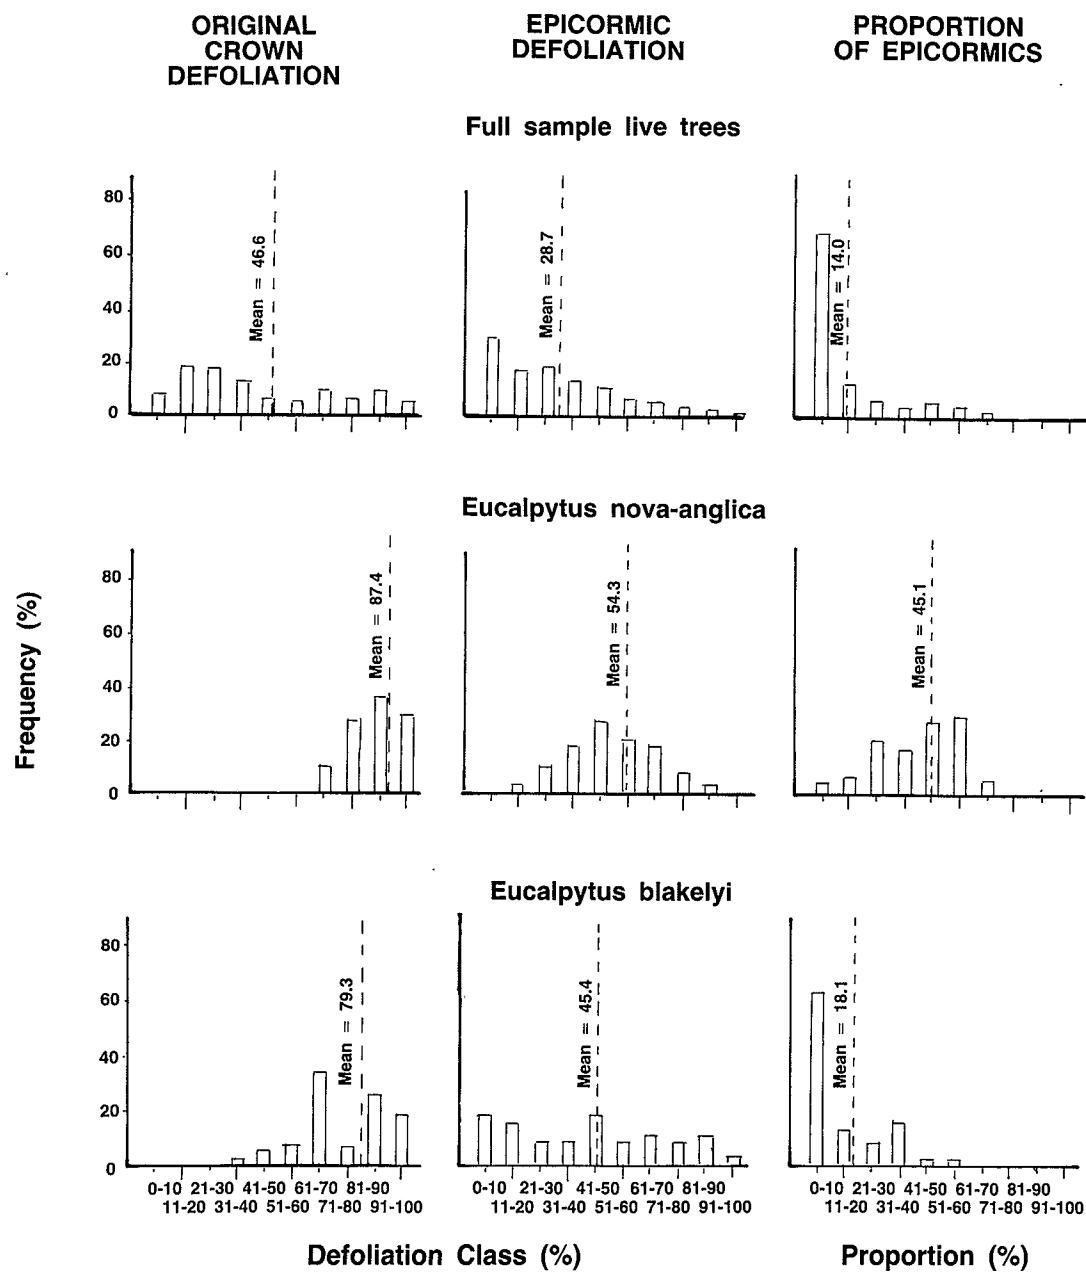 ORIGINAL
CROWN
DEFOLIATION
EPICORMIC
DEFOLIATION
PROPORTION
OF EPICORMICS
Full sample live trees
80
60
40
20
0
Mean = 46.6
Mean = 28.7
Mean = 14.0
Eucalpytus nova-anglica
Frequency (%)
80
60
40
20
0
Mean = 87.4
Mean = 54.3
Mean = 45.1
Eucalpytus blakelyi
80
60
40
20
0
Mean = 79.3
Mean = 45.4
Mean = 18.1
0-10 21-30 41-50 61-70 81-90
11-20 31-40 51-60 71-80 91-100
0-10 21-30 41-50 61-70 81-90
11-20 31-40 51-60 71-80 91-100
0-10 21-30 41-50 61-70 81-90
11-20 31-40 51-60 71-80 91-100
Defoliation Class (%)
Proportion (%)